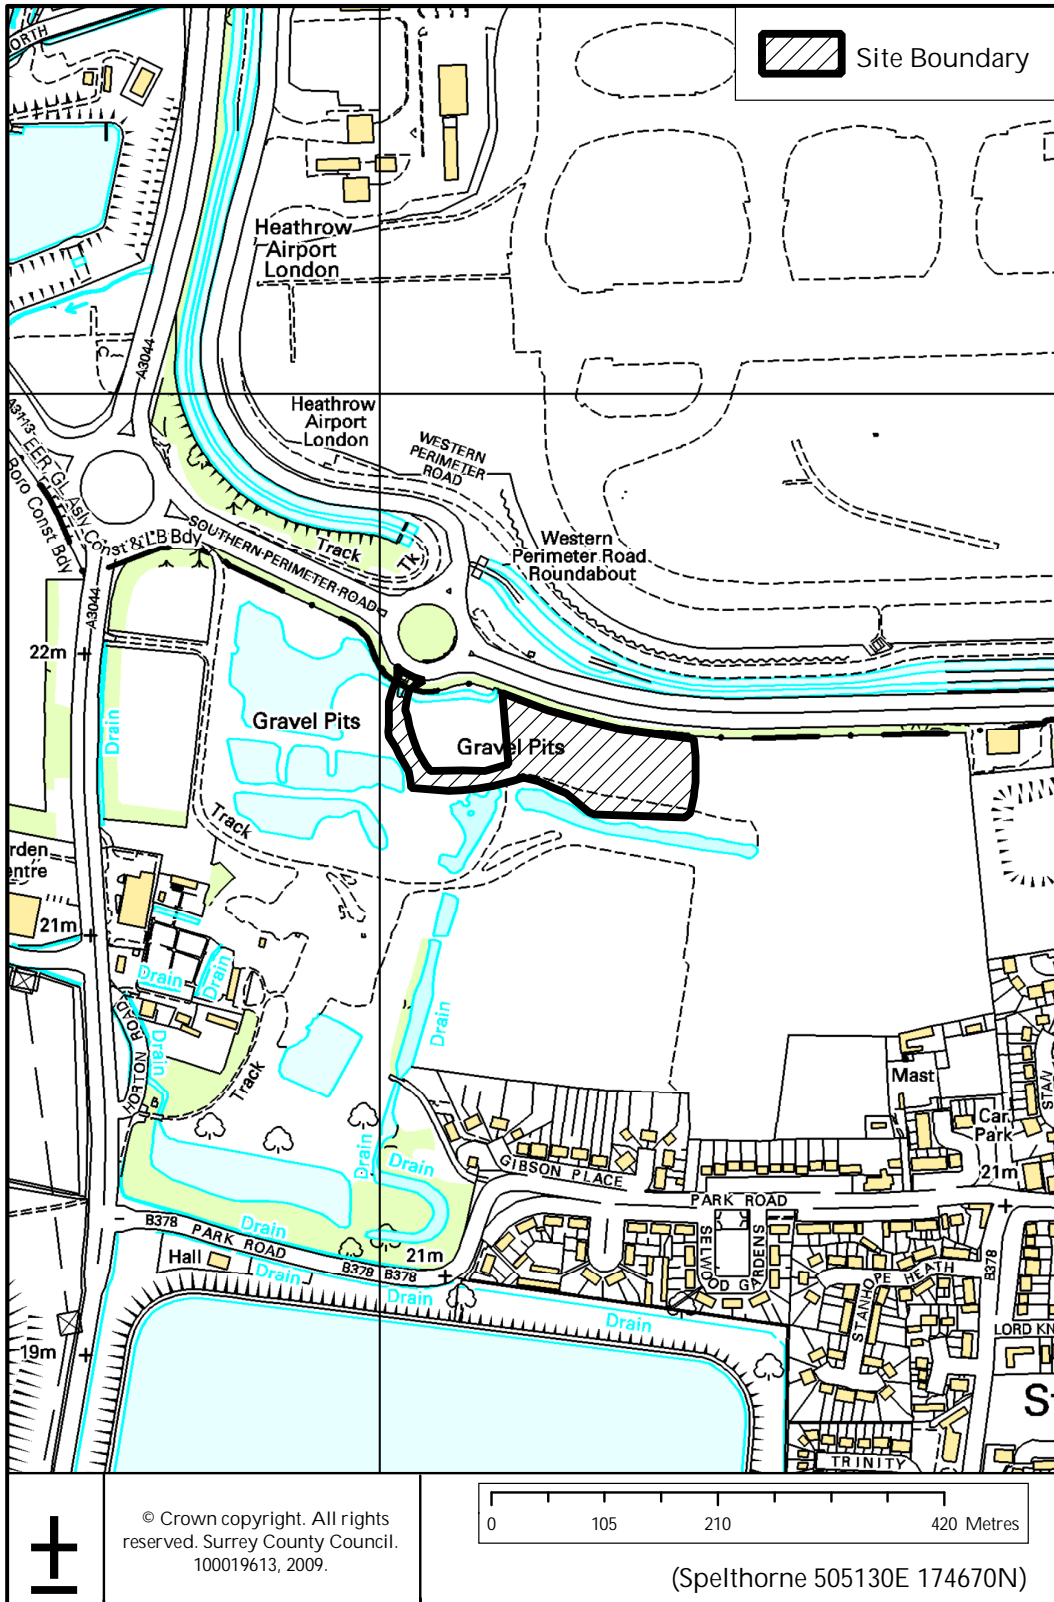 Site Boundary
ORTH
Heathrow
Airport
London
A3044
Heathrow
Airport
London
WESTERN
PERIMETER
ROAD
A3113
EER GL Asly Const & LB Bdy
Boro Const Bdy
SOUTHERN PERIMETER ROAD
Track
Tk
Western
Perimeter Road
Roundabout
A3044
22m
Drain
Gravel Pits
Gravel Pits
Track
rden
entre
21m
Drain
Drain
Drain
HORTON ROAD
Drain
Track
Mast
Car
Park
STAN
21m
Drain
Drain
GIBSON PLACE
PARK ROAD
B378
PARK ROAD
Drain
B378
B378
21m
Hall
Drain
Drain
Drain
SELWOOD GARDENS
STANHOPE HEATH
B378
LORD KN
19m
St
TRINITY
© Crown copyright. All rights
reserved. Surrey County Council.
100019613, 2009.
0 105 210 420 Metres
(Spelthorne 505130E 174670N)